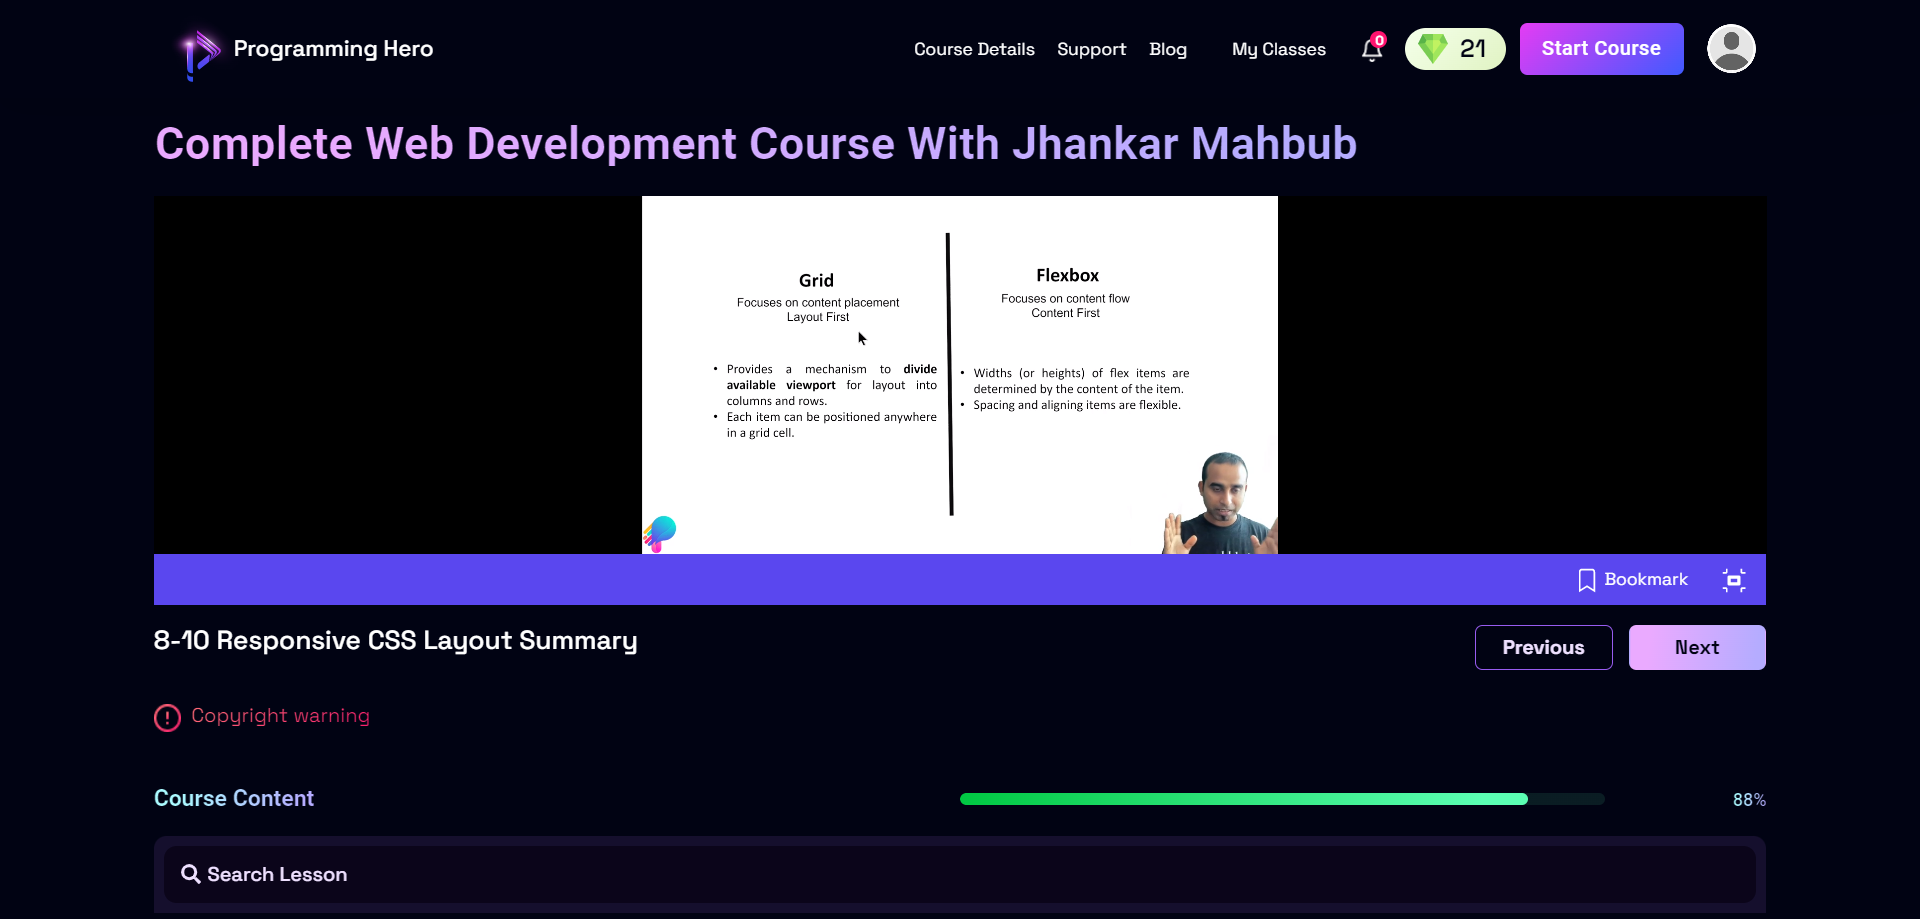 Programming Hero
Course Details Support Blog My Classes 0 21 Start Course
Complete Web Development Course With Jhankar Mahbub
Grid
Focuses on content placement
Layout First
• Provides a mechanism to divide
available viewport for layout into
columns and rows.
• Each item can be positioned anywhere
in a grid cell.
Flexbox
Focuses on content flow
Content First
• Widths (or heights) of flex items are
determined by the content of the item.
• Spacing and aligning items are flexible.
Bookmark
8-10 Responsive CSS Layout Summary
Previous Next
Copyright warning
Course Content 88%
Search Lesson